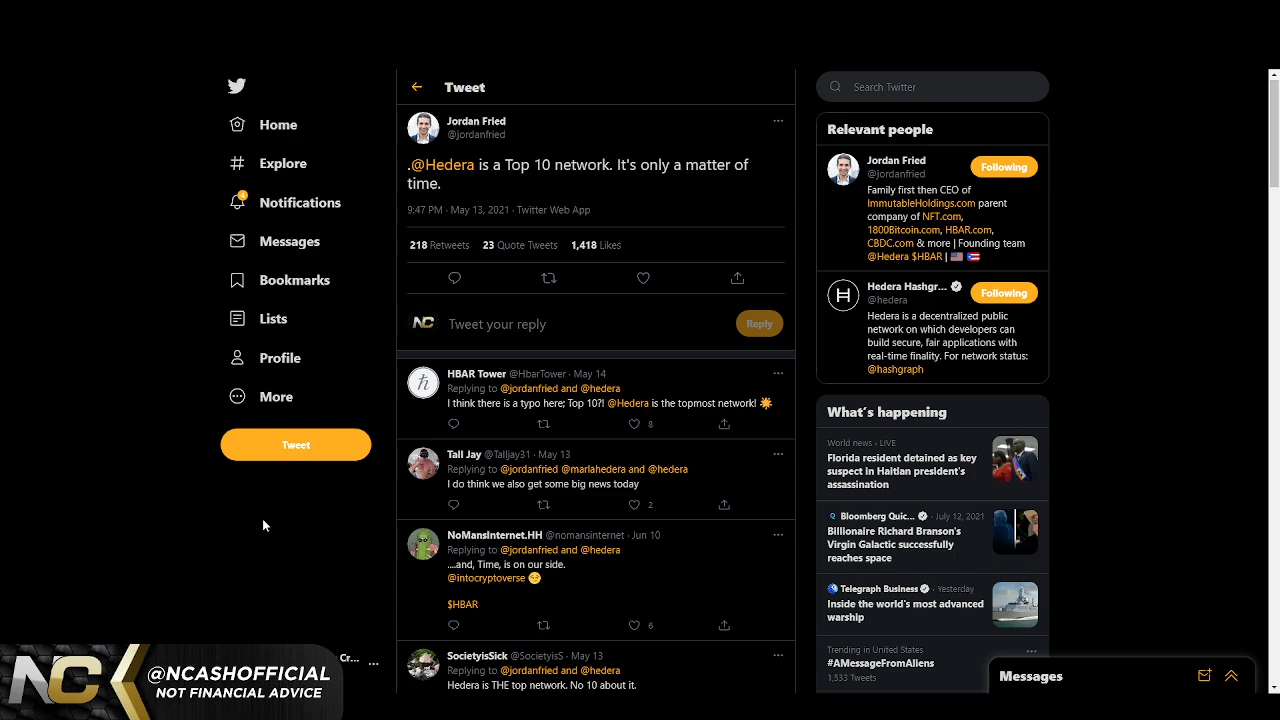 Home
Explore
4
Notifications
Messages
Bookmarks
Lists
Profile
More
Tweet
Tweet
Jordan Fried
@jordanfried
.@Hedera is a Top 10 network. It's only a matter of
time.
9:47 PM · May 13, 2021 · Twitter Web App
218 Retweets 23 Quote Tweets 1,418 Likes
NC Tweet your reply Reply
HBAR Tower @HbarTower · May 14
Replying to @jordanfried and @hedera
I think there is a typo here; Top 10?! @Hedera is the topmost network!
8
Tall Jay @Talljay31 · May 13
Replying to @jordanfried @marlahedera and @hedera
I do think we also get some big news today
2
NoMansInternet.HH @nomansinternet · Jun 10
Replying to @jordanfried and @hedera
....and, Time, is on our side.
@intocryptoverse
$HBAR
6
SocietyisSick @SocietyisS · May 13
Replying to @jordanfried and @hedera
Hedera is THE top network. No 10 about it.
Search Twitter
Relevant people
Jordan Fried
@jordanfried
Following
Family first then CEO of
ImmutableHoldings.com parent
company of NFT.com,
1800Bitcoin.com, HBAR.com,
CBDC.com & more | Founding team
@Hedera $HBAR |
Hedera Hashgr...
@hedera
Following
Hedera is a decentralized public
network on which developers can
build secure, fair applications with
real-time finality. For network status:
@hashgraph
What's happening
World news · LIVE
Florida resident detained as key
suspect in Haitian president's
assassination
Bloomberg Quic... · July 12, 2021
Billionaire Richard Branson's
Virgin Galactic successfully
reaches space
Telegraph Business · Yesterday
Inside the world's most advanced
warship
Trending in United States
#AMessageFromAliens
1,533 Tweets
Messages
Cr...
NC
@NCASHOFFICIAL
NOT FINANCIAL ADVICE